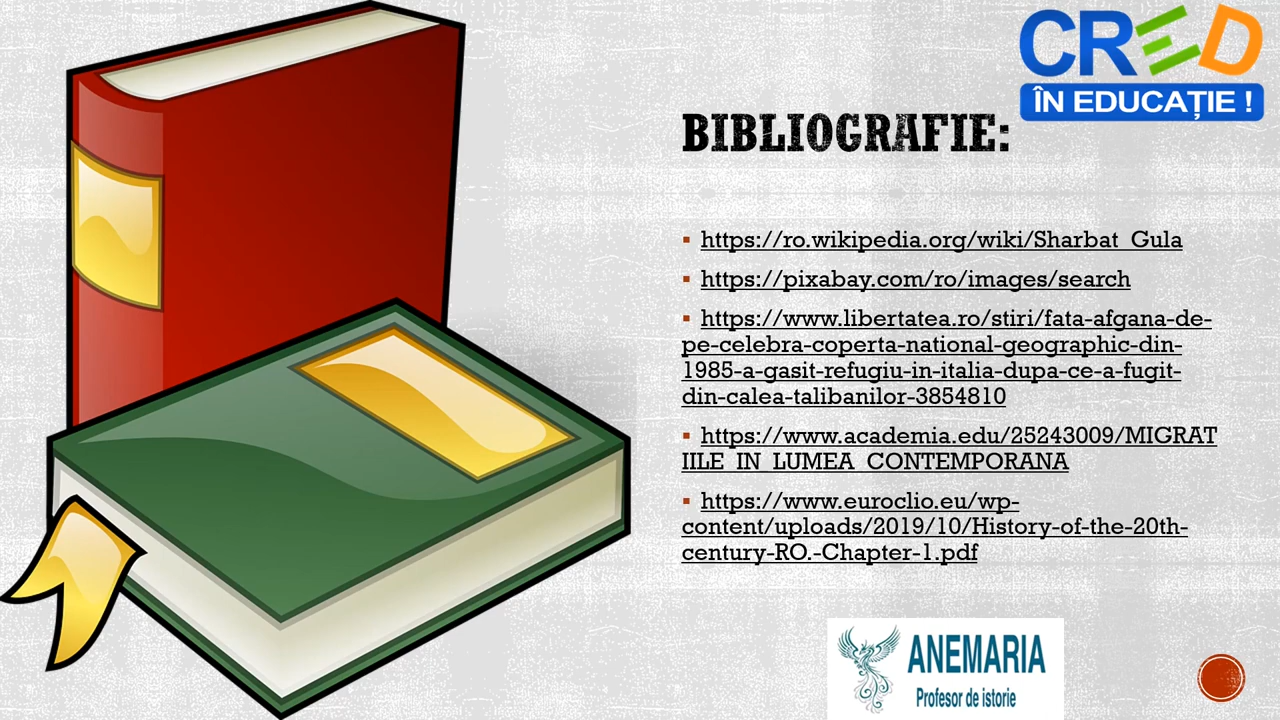 CRED
ÎN EDUCAȚIE !
BIBLIOGRAFIE:
▪ https://ro.wikipedia.org/wiki/Sharbat_Gula
▪ https://pixabay.com/ro/images/search
▪ https://www.libertatea.ro/stiri/fata-afgana-de-
pe-celebra-coperta-national-geographic-din-
1985-a-gasit-refugiu-in-italia-dupa-ce-a-fugit-
din-calea-talibanilor-3854810
▪ https://www.academia.edu/25243009/MIGRAT
IILE_IN_LUMEA_CONTEMPORANA
▪ https://www.euroclio.eu/wp-
content/uploads/2019/10/History-of-the-20th-
century-RO.-Chapter-1.pdf
ANEMARIA
Profesor de istorie